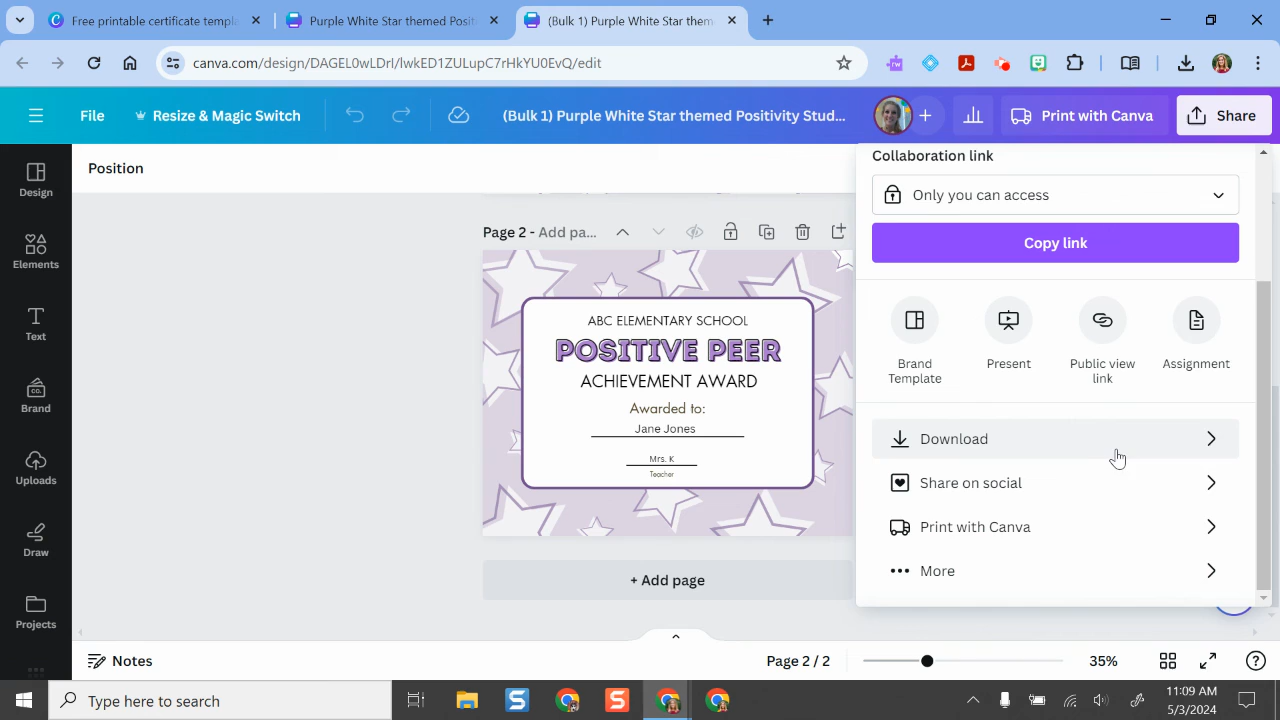 Free printable certificate templ
Purple White Star themed Posit
(Bulk 1) Purple White Star them
canva.com/design/DAGEL0wLDrI/lwkED1ZULupC7rHkYU0EvQ/edit
File
Resize & Magic Switch
(Bulk 1) Purple White Star themed Positivity Stud...
Print with Canva
Share
Position
Design
Elements
Text
Brand
Uploads
Draw
Projects
Page 2 - Add pa...
ABC ELEMENTARY SCHOOL
POSITIVE PEER
ACHIEVEMENT AWARD
Awarded to:
Jane Jones
Mrs. K
Teacher
+ Add page
Collaboration link
Only you can access
Copy link
Brand
Template
Present
Public view
link
Assignment
Download
Share on social
Print with Canva
More
Notes
Page 2 / 2
35%
Type here to search
11:09 AM
5/3/2024